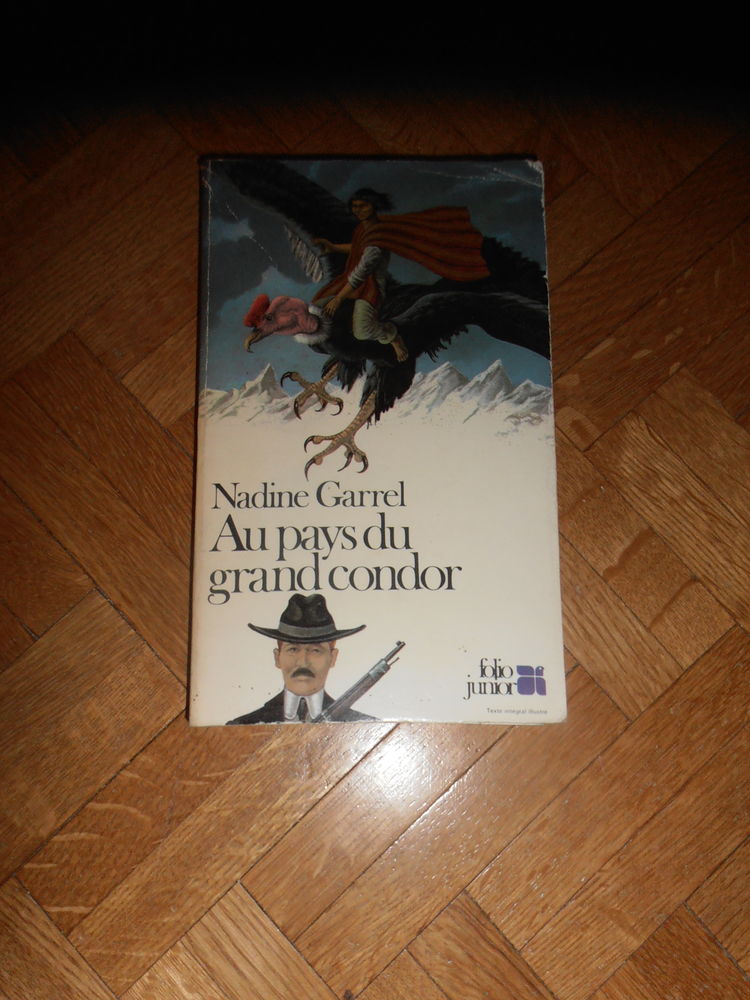 Nadine Garrel
Au pays du
grand condor
folio
junior
Texte intégral illustré